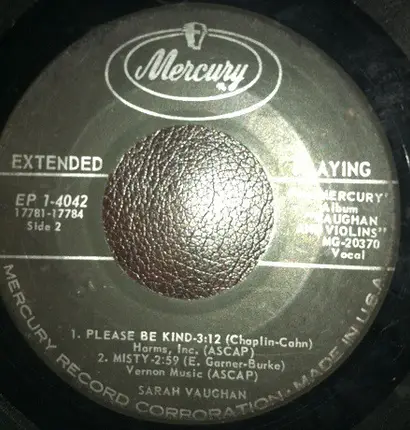 Mercury
EXTENDED
AYING
EP 1-4042
17781-17784
Side 2
MERCURY"
Album
AUGHAN
VIOLINS"
MG-20370
Vocal
1. PLEASE BE KIND-3:12 (Chaplin-Cahn)
Harms, Inc. (ASCAP)
2. MISTY-2:59 (E. Garner-Burke)
Vernon Music (ASCAP)
SARAH VAUGHAN
MERCURY RECORD CORPORATION · MADE IN U.S.A.